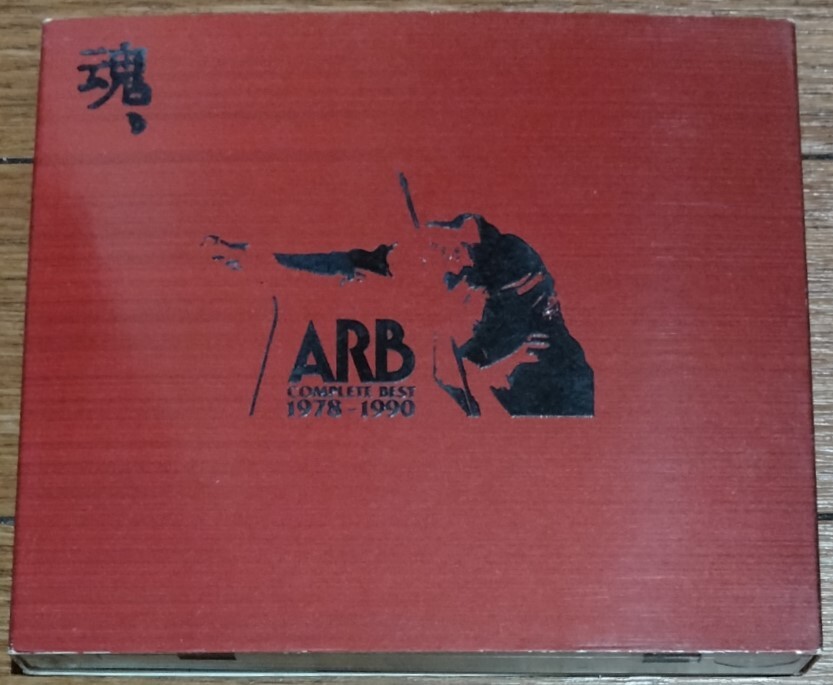 魂、
ARB
COMPLETE BEST
1978-1990